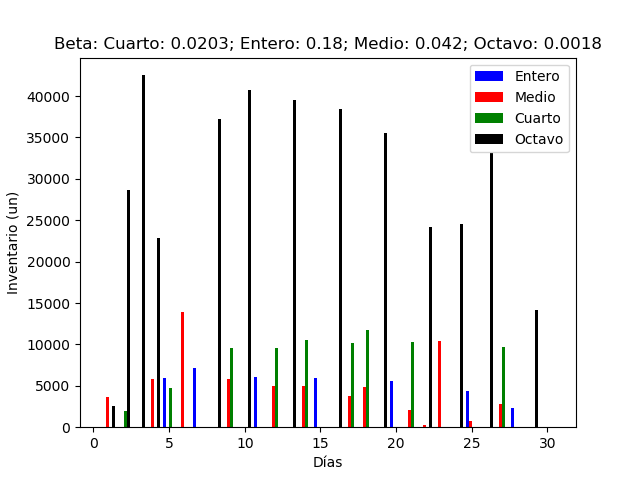 Beta: Cuarto: 0.0203; Entero: 0.18; Medio: 0.042; Octavo: 0.0018
Entero
Medio
Cuarto
Octavo
40000
35000
30000
25000
20000
15000
10000
5000
0
Inventario (un)
0 5 10 15 20 25 30
Días